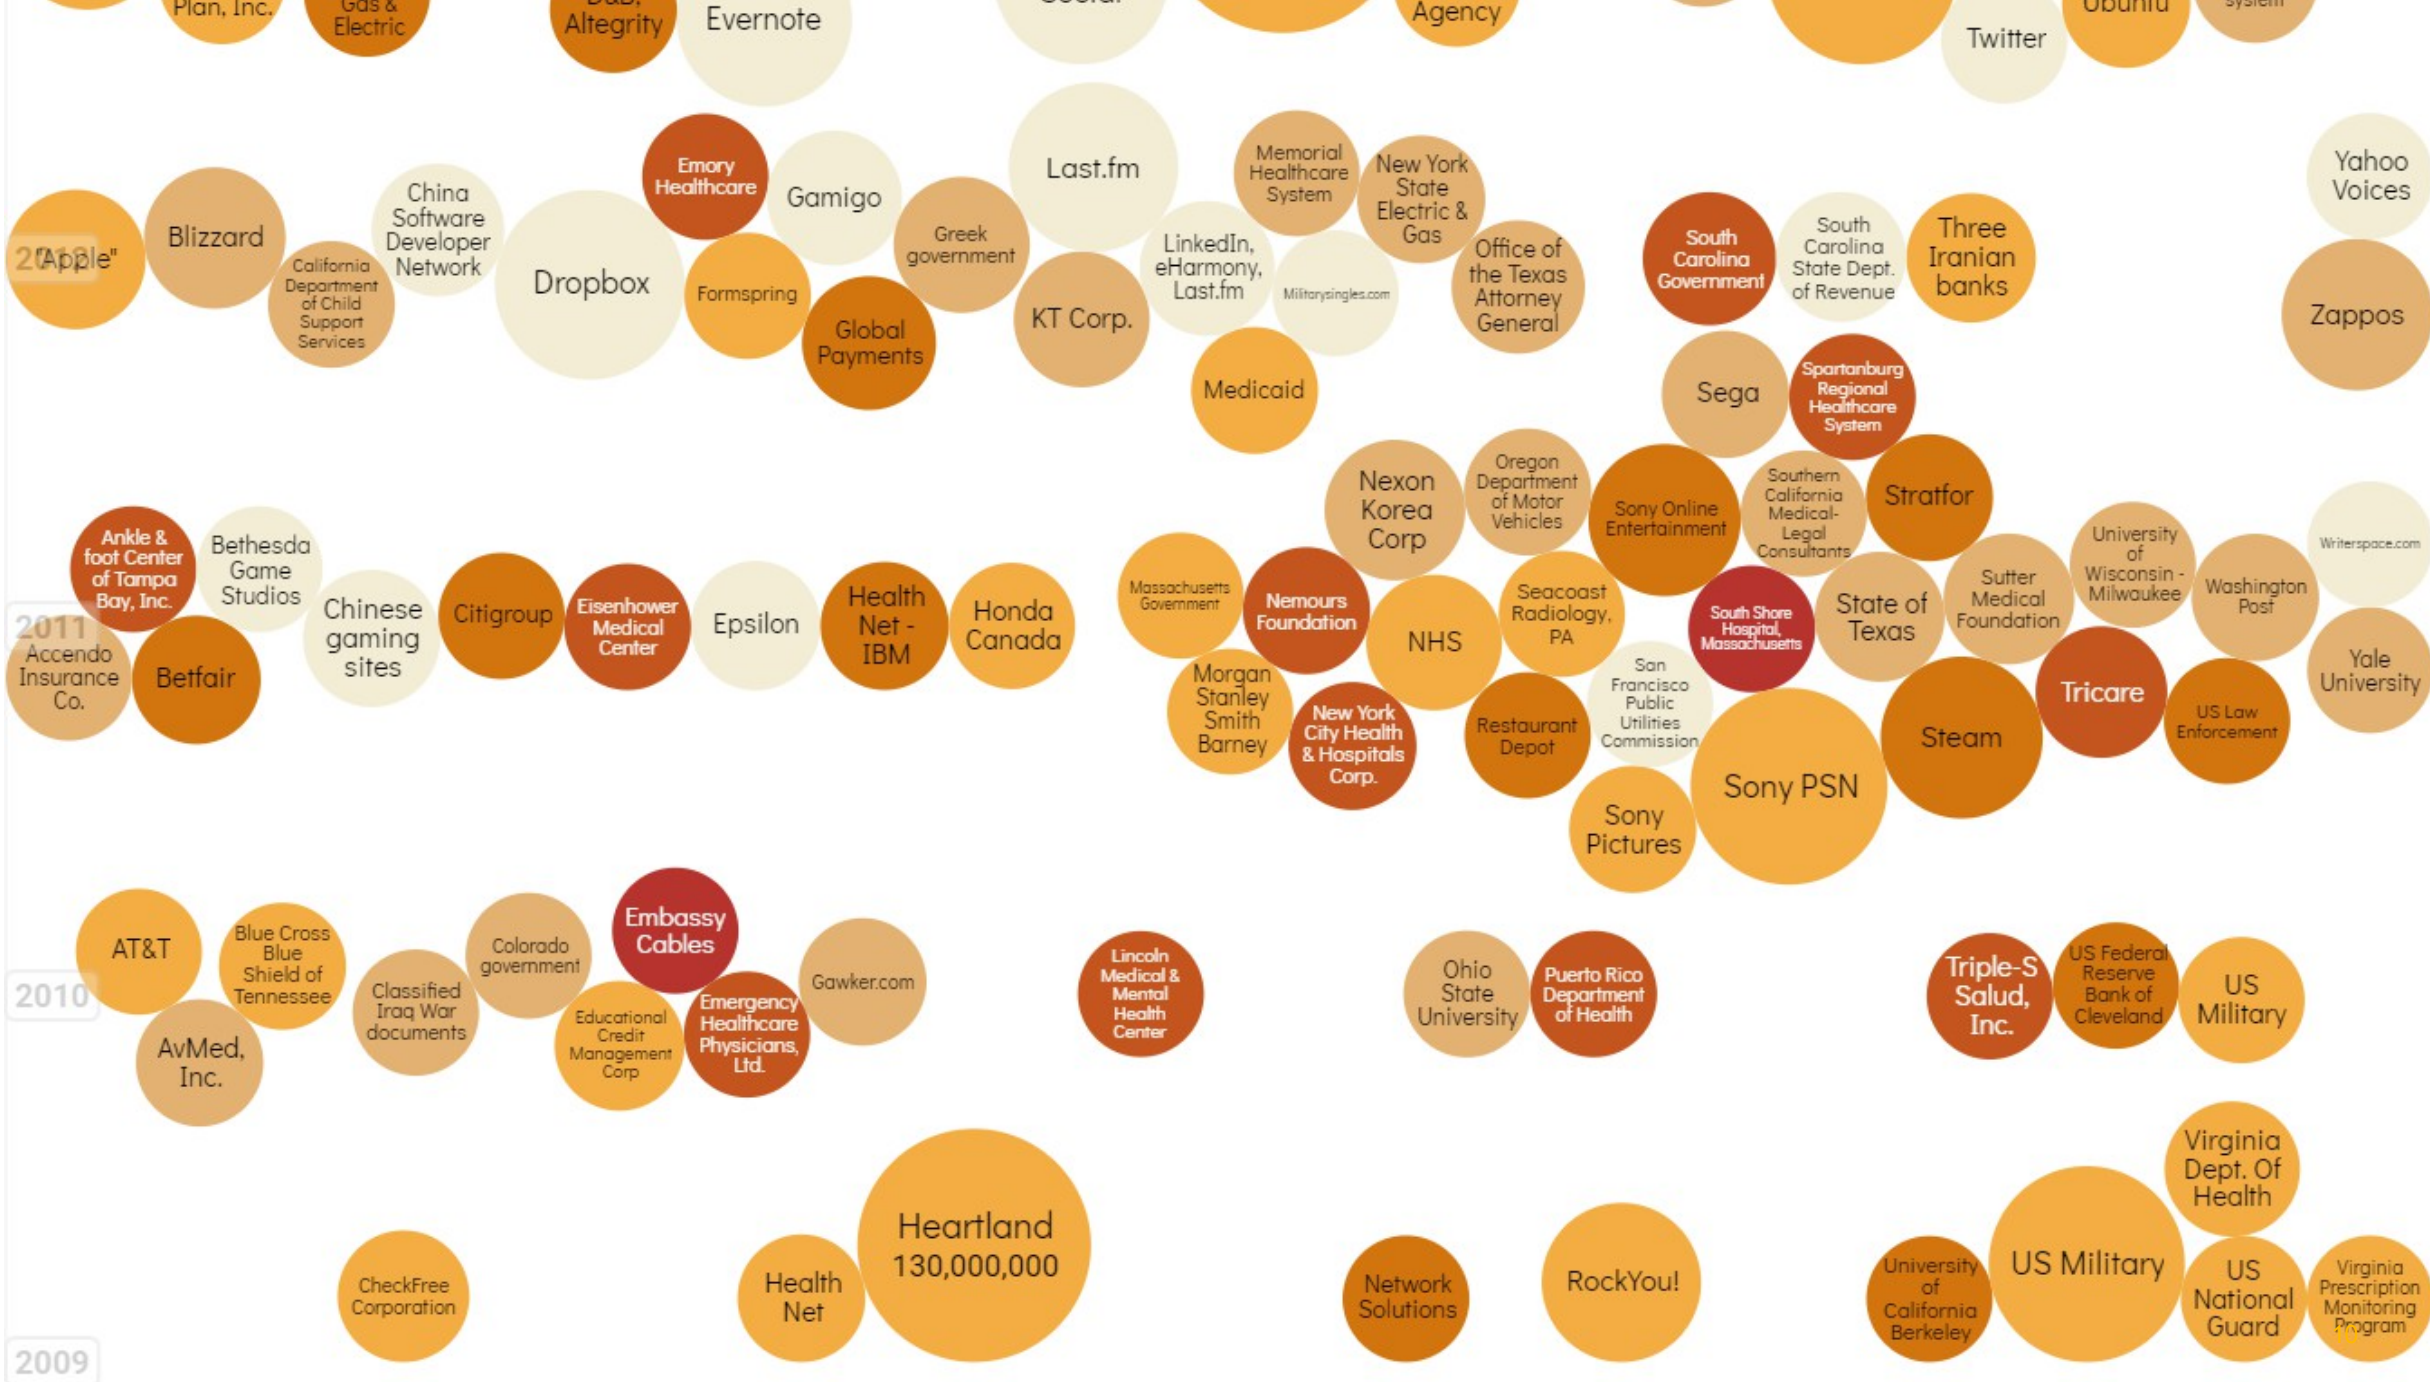 Plan, Inc.
Gas &
Electric
D&B,
Altegrity
Evernote
Agency
Twitter
Ubuntu
system
2012
"Apple"
Blizzard
California
Department
of Child
Support
Services
China
Software
Developer
Network
Dropbox
Emory
Healthcare
Formspring
Gamigo
Global
Payments
Greek
government
Last.fm
KT Corp.
LinkedIn,
eHarmony,
Last.fm
Memorial
Healthcare
System
Militarysingles.com
Medicaid
New York
State
Electric &
Gas
Office of
the Texas
Attorney
General
South
Carolina
Government
South
Carolina
State Dept.
of Revenue
Three
Iranian
banks
Yahoo
Voices
Zappos
2011
Ankle &
foot Center
of Tampa
Bay, Inc.
Accendo
Insurance
Co.
Bethesda
Game
Studios
Betfair
Chinese
gaming
sites
Citigroup
Eisenhower
Medical
Center
Epsilon
Health
Net -
IBM
Honda
Canada
Massachusetts
Government
Morgan
Stanley
Smith
Barney
Nemours
Foundation
New York
City Health
& Hospitals
Corp.
Nexon
Korea
Corp
NHS
Oregon
Department
of Motor
Vehicles
Seacoast
Radiology,
PA
Restaurant
Depot
Sega
Sony Online
Entertainment
San
Francisco
Public
Utilities
Commission
Sony
Pictures
South Shore
Hospital,
Massachusetts
Sony PSN
Spartanburg
Regional
Healthcare
System
Southern
California
Medical-
Legal
Consultants
Stratfor
State of
Texas
Steam
Sutter
Medical
Foundation
Tricare
University
of
Wisconsin -
Milwaukee
US Law
Enforcement
Washington
Post
Writerspace.com
Yale
University
2010
AT&T
AvMed,
Inc.
Blue Cross
Blue
Shield of
Tennessee
Classified
Iraq War
documents
Colorado
government
Embassy
Cables
Educational
Credit
Management
Corp
Emergency
Healthcare
Physicians,
Ltd.
Gawker.com
Lincoln
Medical &
Mental
Health
Center
Ohio
State
University
Puerto Rico
Department
of Health
Triple-S
Salud,
Inc.
US Federal
Reserve
Bank of
Cleveland
US
Military
2009
CheckFree
Corporation
Health
Net
Heartland
130,000,000
Network
Solutions
RockYou!
University
of
California
Berkeley
US Military
Virginia
Dept. Of
Health
US
National
Guard
Virginia
Prescription
Monitoring
Program